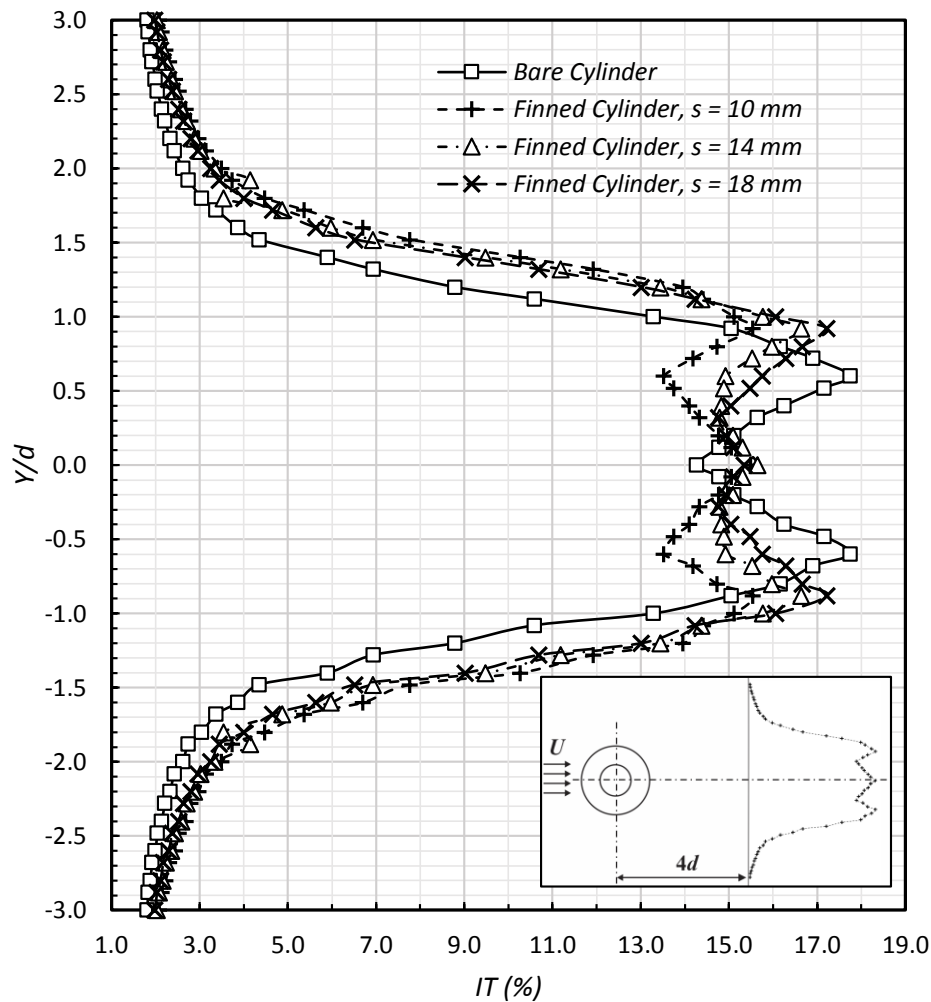 3.0
2.5
2.0
1.5
1.0
0.5
0.0
-0.5
-1.0
-1.5
-2.0
-2.5
-3.0
Y/d
Bare Cylinder
Finned Cylinder, s = 10 mm
Finned Cylinder, s = 14 mm
Finned Cylinder, s = 18 mm
U
4d
1.0 3.0 5.0 7.0 9.0 11.0 13.0 15.0 17.0 19.0
IT (%)